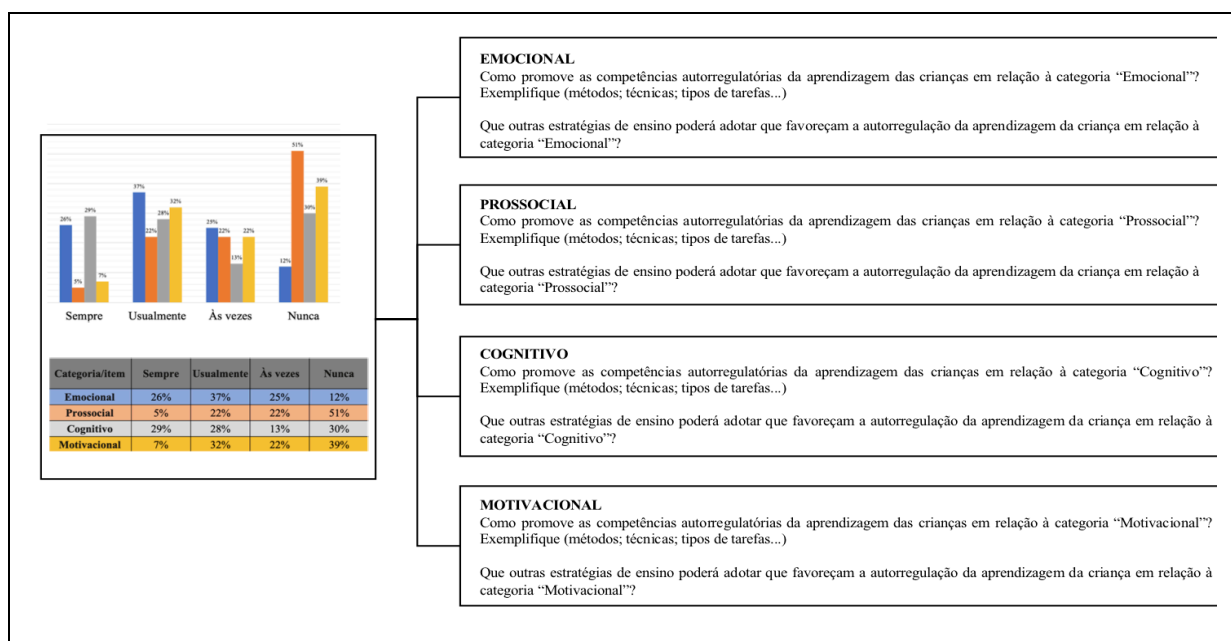 26%
5%
29%
7%
37%
22%
28%
32%
25%
22%
13%
22%
12%
51%
30%
39%
Sempre Usualmente Às vezes Nunca
Categoria/item Sempre Usualmente Às vezes Nunca
Emocional 26% 37% 25% 12%
Prossocial 5% 22% 22% 51%
Cognitivo 29% 28% 13% 30%
Motivacional 7% 32% 22% 39%
EMOCIONAL
Como promove as competências autorregulatórias da aprendizagem das crianças em relação à categoria “Emocional”?
Exemplifique (métodos; técnicas; tipos de tarefas...)
Que outras estratégias de ensino poderá adotar que favoreçam a autorregulação da aprendizagem da criança em relação à
categoria “Emocional”?
PROSSOCIAL
Como promove as competências autorregulatórias da aprendizagem das crianças em relação à categoria “Prossocial”?
Exemplifique (métodos; técnicas; tipos de tarefas...)
Que outras estratégias de ensino poderá adotar que favoreçam a autorregulação da aprendizagem da criança em relação à
categoria “Prossocial”?
COGNITIVO
Como promove as competências autorregulatórias da aprendizagem das crianças em relação à categoria “Cognitivo”?
Exemplifique (métodos; técnicas; tipos de tarefas...)
Que outras estratégias de ensino poderá adotar que favoreçam a autorregulação da aprendizagem da criança em relação à
categoria “Cognitivo”?
MOTIVACIONAL
Como promove as competências autorregulatórias da aprendizagem das crianças em relação à categoria “Motivacional”?
Exemplifique (métodos; técnicas; tipos de tarefas...)
Que outras estratégias de ensino poderá adotar que favoreçam a autorregulação da aprendizagem da criança em relação à
categoria “Motivacional”?